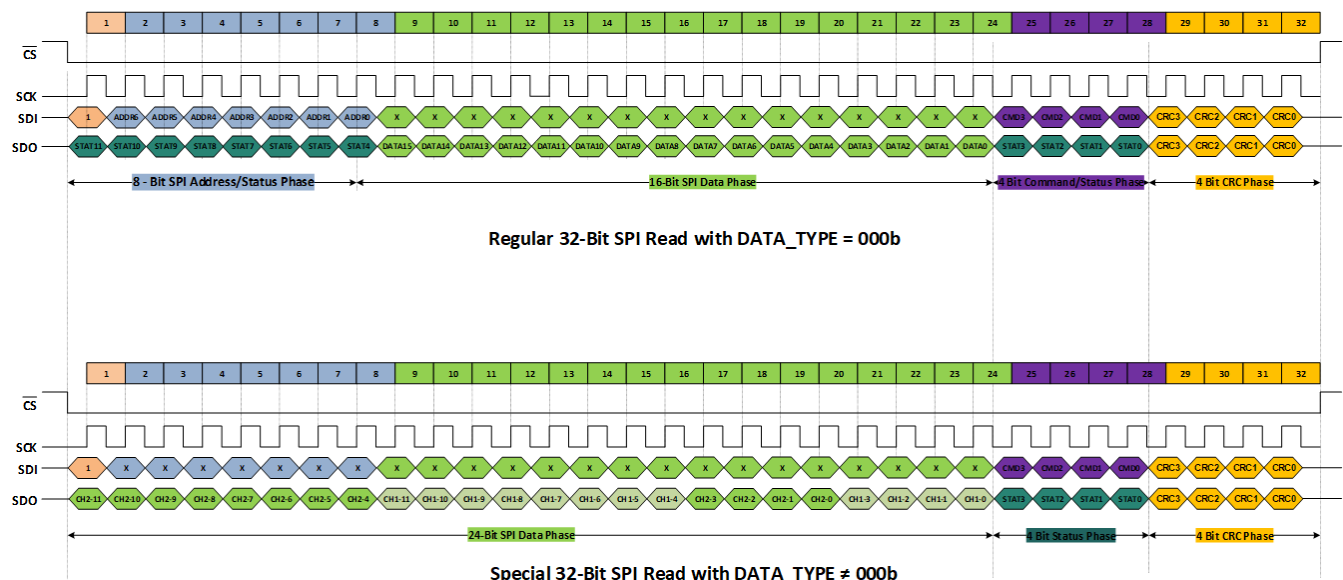 1 2 3 4 5 6 7 8 9 10 11 12 13 14 15 16 17 18 19 20 21 22 23 24 25 26 27 28 29 30 31 32
CS
SCK
SDI 1 ADDR6 ADDR5 ADDR4 ADDR3 ADDR2 ADDR1 ADDR0 X X X X X X X X X X X X X X X X CMD3 CMD2 CMD1 CMD0 CRC3 CRC2 CRC1 CRC0
SDO STAT11 STAT10 STAT9 STAT8 STAT7 STAT6 STAT5 STAT4 DATA15 DATA14 DATA13 DATA12 DATA11 DATA10 DATA9 DATA8 DATA7 DATA6 DATA5 DATA4 DATA3 DATA2 DATA1 DATA0 STAT3 STAT2 STAT1 STAT0 CRC3 CRC2 CRC1 CRC0
8 - Bit SPI Address/Status Phase 16-Bit SPI Data Phase 4 Bit Command/Status Phase 4 Bit CRC Phase
Regular 32-Bit SPI Read with DATA_TYPE = 000b
1 2 3 4 5 6 7 8 9 10 11 12 13 14 15 16 17 18 19 20 21 22 23 24 25 26 27 28 29 30 31 32
CS
SCK
SDI 1 X X X X X X X X X X X X X X X X X X X X X X X CMD3 CMD2 CMD1 CMD0 CRC3 CRC2 CRC1 CRC0
SDO CH2-11 CH2-10 CH2-9 CH2-8 CH2-7 CH2-6 CH2-5 CH2-4 CH1-11 CH1-10 CH1-9 CH1-8 CH1-7 CH1-6 CH1-5 CH1-4 CH2-3 CH2-2 CH2-1 CH2-0 CH1-3 CH1-2 CH1-1 CH1-0 STAT3 STAT2 STAT1 STAT0 CRC3 CRC2 CRC1 CRC0
24-Bit SPI Data Phase 4 Bit Status Phase 4 Bit CRC Phase
Special 32-Bit SPI Read with DATA_TYPE ≠ 000b